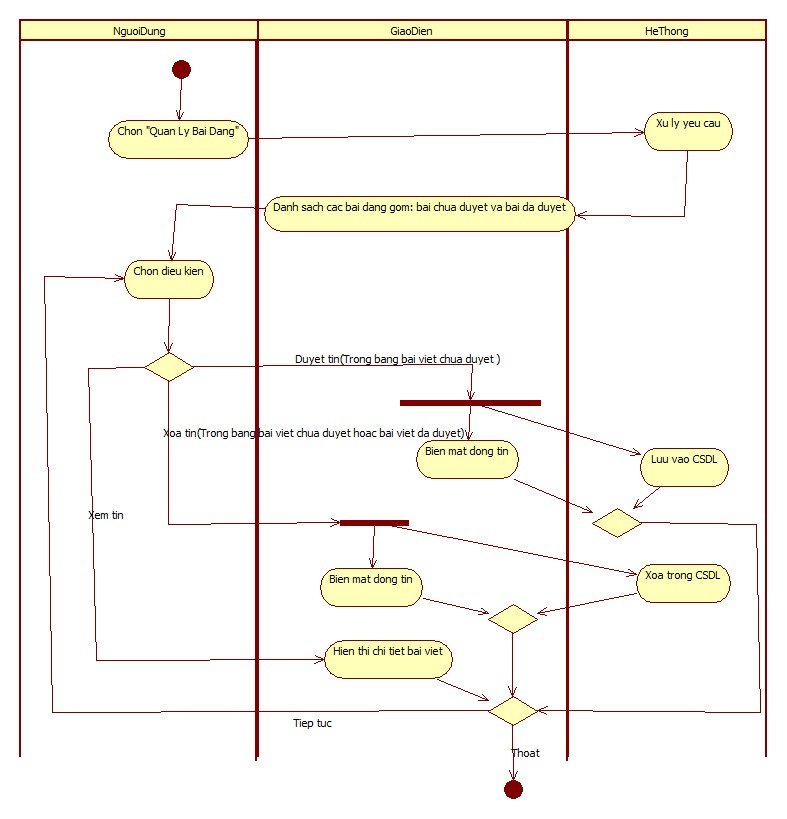 NguoiDung
GiaoDien
HeThong
Chon "Quan Ly Bai Dang"
Xu ly yeu cau
Danh sach cac bai dang gom: bai chua duyet va bai da duyet
Chon dieu kien
Duyet tin(Trong bang bai viet chua duyet )
Xoa tin(Trong bang bai viet chua duyet hoac bai viet da duyet)
Bien mat dong tin
Luu vao CSDL
Xem tin
Bien mat dong tin
Xoa trong CSDL
Hien thi chi tiet bai viet
Tiep tuc
Thoat